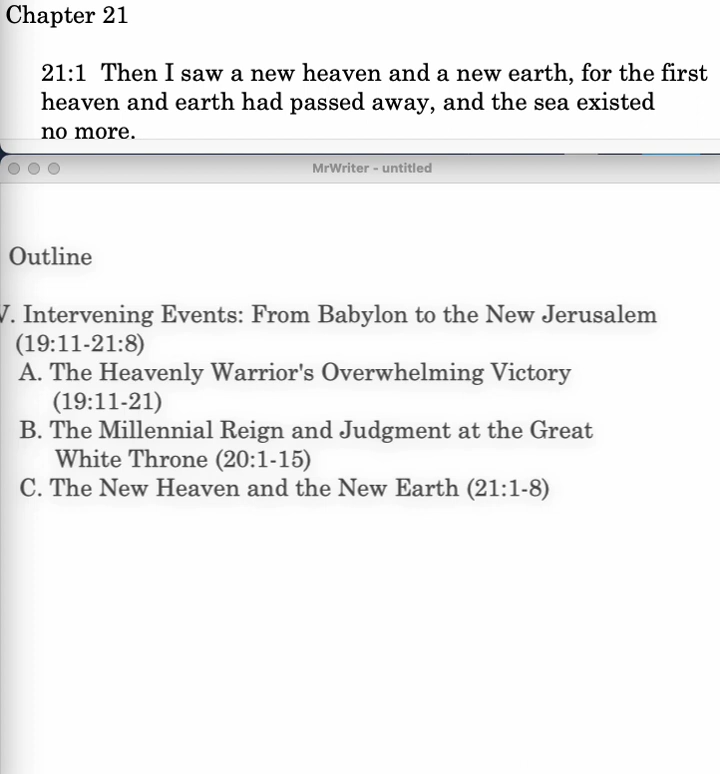 Chapter 21
21:1 Then I saw a new heaven and a new earth, for the first
heaven and earth had passed away, and the sea existed
no more.
MrWriter - untitled
Outline
V. Intervening Events: From Babylon to the New Jerusalem
(19:11-21:8)
A. The Heavenly Warrior's Overwhelming Victory
(19:11-21)
B. The Millennial Reign and Judgment at the Great
White Throne (20:1-15)
C. The New Heaven and the New Earth (21:1-8)